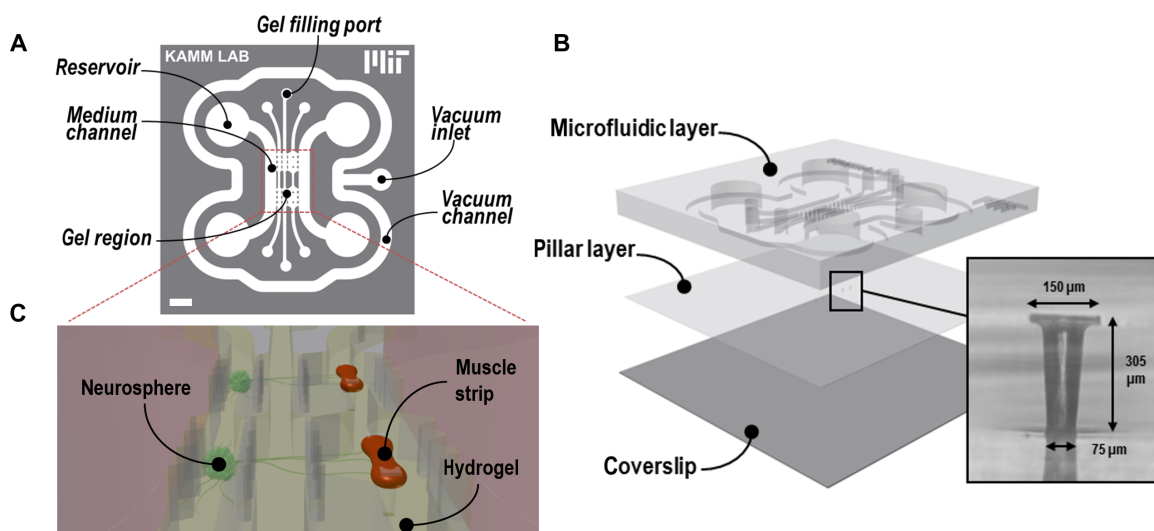 A
Gel filling port
KAMM LAB
MIT
Reservoir
Medium
channel
Vacuum
inlet
Gel region
Vacuum
channel
B
Microfluidic layer
Pillar layer
Coverslip
150 µm
305
µm
75 µm
C
Neurosphere
Muscle
strip
Hydrogel